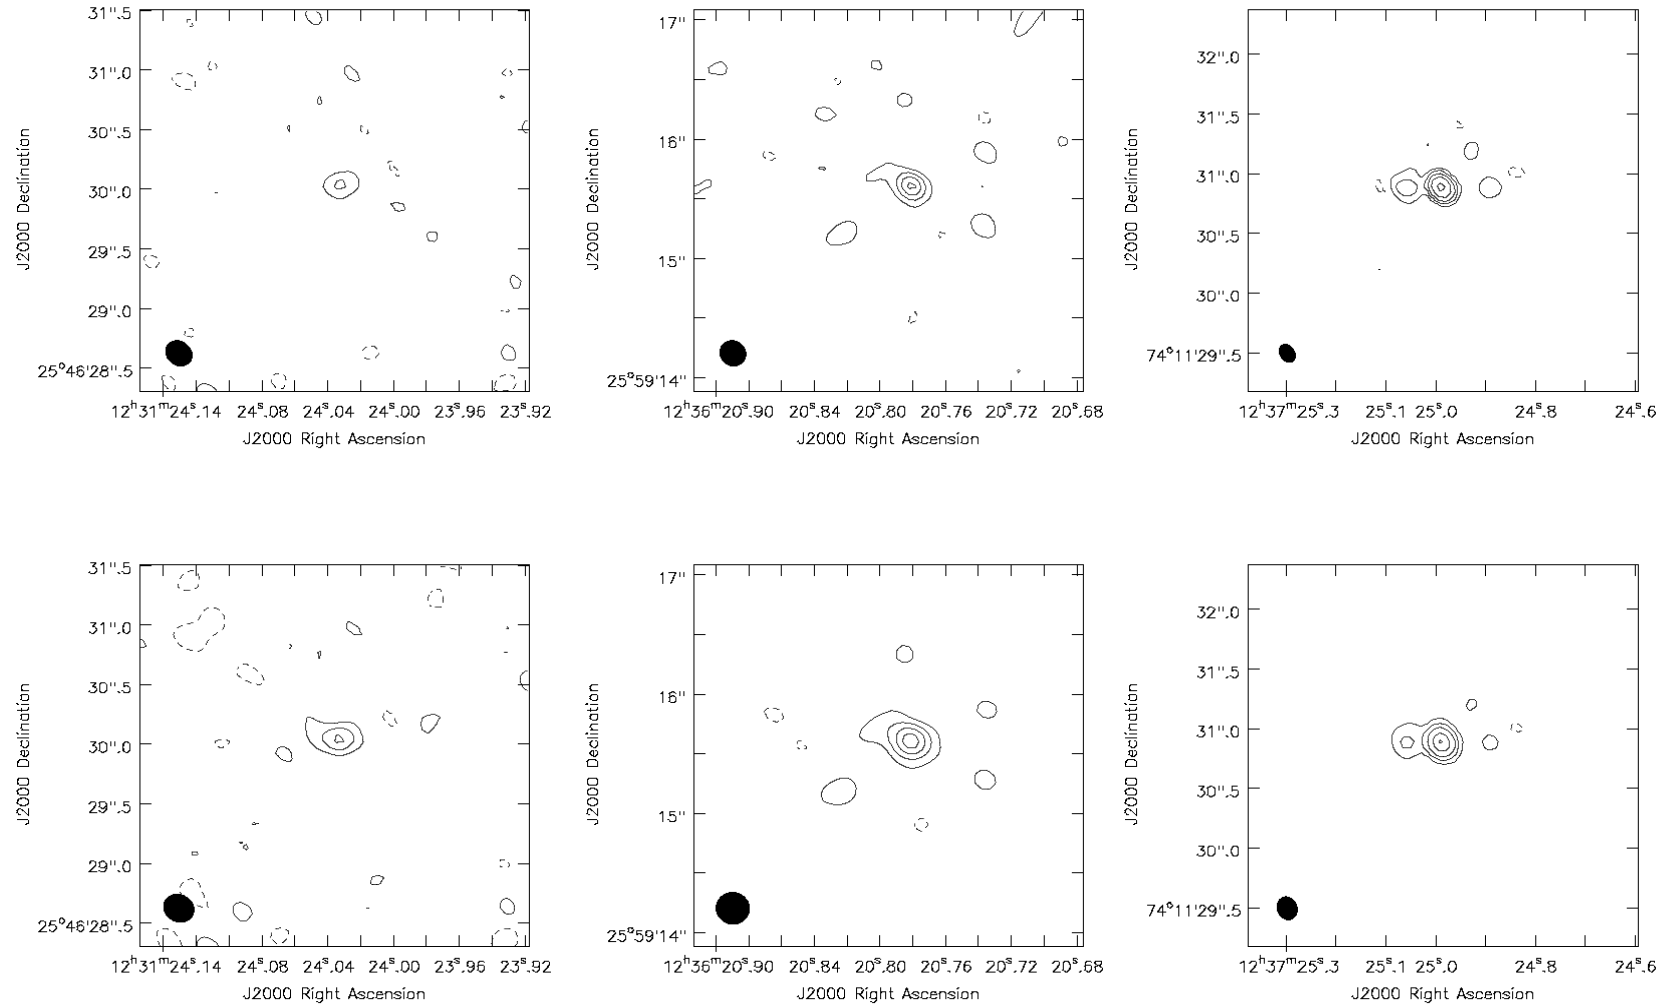 31".5
31".0
30".5
30".0
29".5
29".0
25°46'28".5
J2000 Declination
12ʰ31ᵐ24ˢ.14 24ˢ.08 24ˢ.04 24ˢ.00 23ˢ.96 23ˢ.92
J2000 Right Ascension
17"
16"
15"
25°59'14"
J2000 Declination
12ʰ36ᵐ20ˢ.90 20ˢ.80 20ˢ.76 20ˢ.72 20ˢ.68
J2000 Right Ascension
32".0
31".5
31".0
30".5
30".0
74°11'29".5
J2000 Declination
12ʰ37ᵐ25ˢ.3 25ˢ.1 25ˢ.0 24ˢ.8 24ˢ.6
J2000 Right Ascension
31".5
31".0
30".5
30".0
29".5
29".0
25°46'28".5
J2000 Declination
12ʰ31ᵐ24ˢ.14 24ˢ.08 24ˢ.04 24ˢ.00 23ˢ.96 23ˢ.92
J2000 Right Ascension
17"
16"
15"
25°59'14"
J2000 Declination
12ʰ36ᵐ20ˢ.90 20ˢ.84 20ˢ.80 20ˢ.76 20ˢ.72 20ˢ.68
J2000 Right Ascension
32".0
31".5
31".0
30".5
30".0
74°11'29".5
J2000 Declination
12ʰ37ᵐ25ˢ.3 25ˢ.1 25ˢ.0 24ˢ.8 24ˢ.6
J2000 Right Ascension